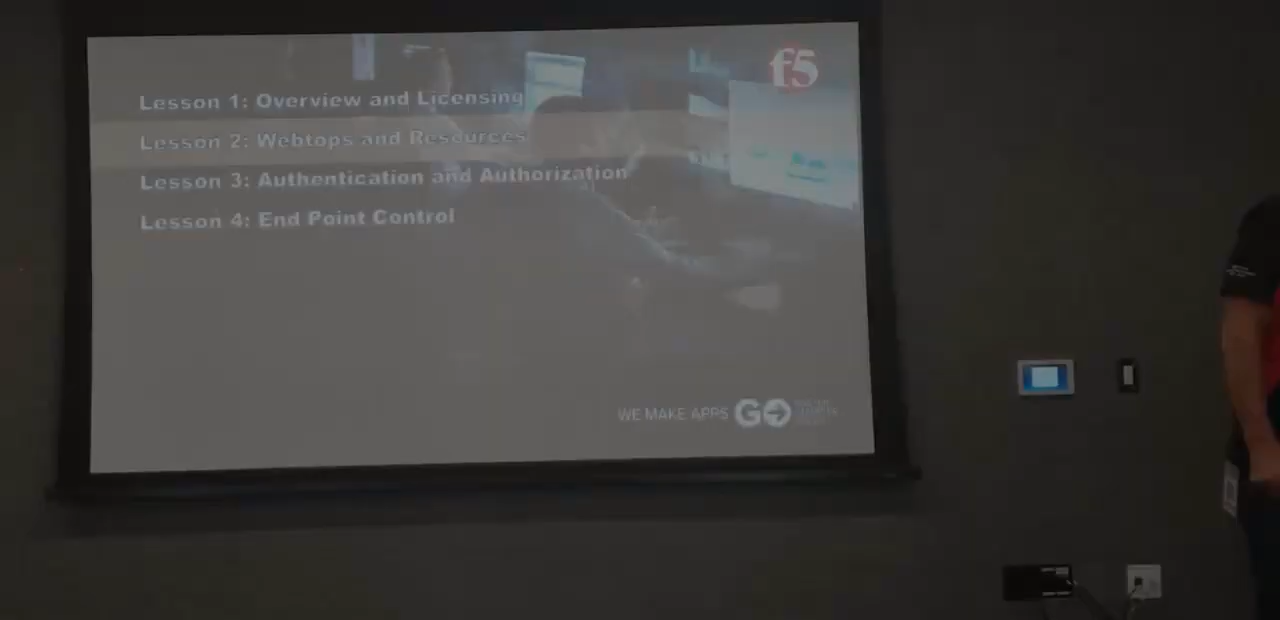 f5
Lesson 1: Overview and Licensing
Lesson 2: Webtops and Resources
Lesson 3: Authentication and Authorization
Lesson 4: End Point Control
WE MAKE APPS GO